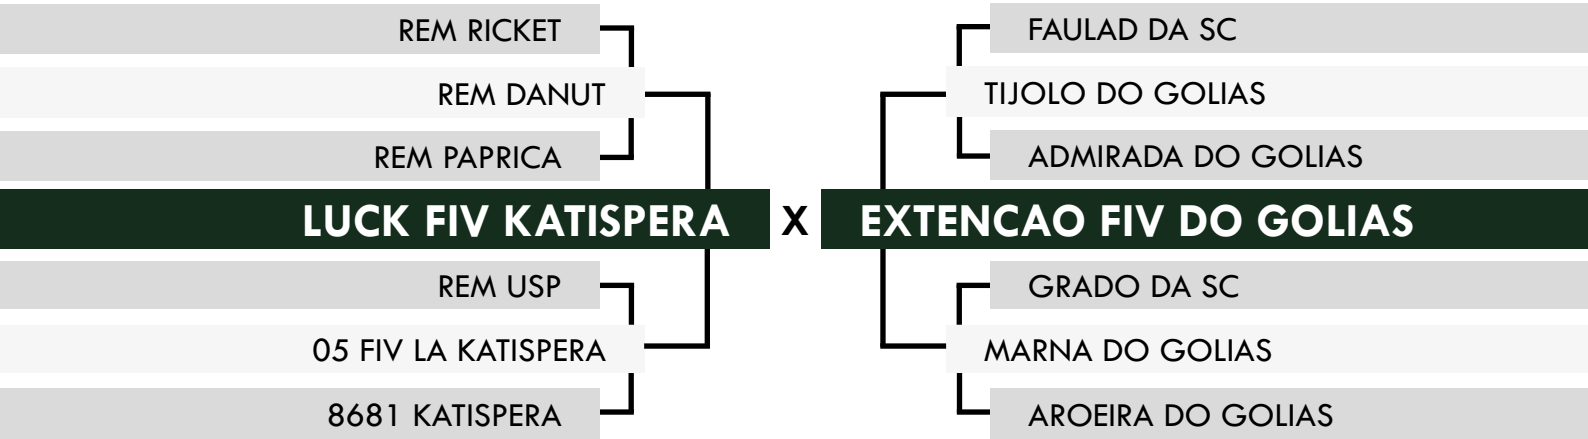 REM RICKET
REM DANUT
REM PAPRICA
LUCK FIV KATISPERA
REM USP
05 FIV LA KATISPERA
8681 KATISPERA
X
FAULAD DA SC
TIJOLO DO GOLIAS
ADMIRADA DO GOLIAS
EXTENCAO FIV DO GOLIAS
GRADO DA SC
MARNA DO GOLIAS
AROEIRA DO GOLIAS